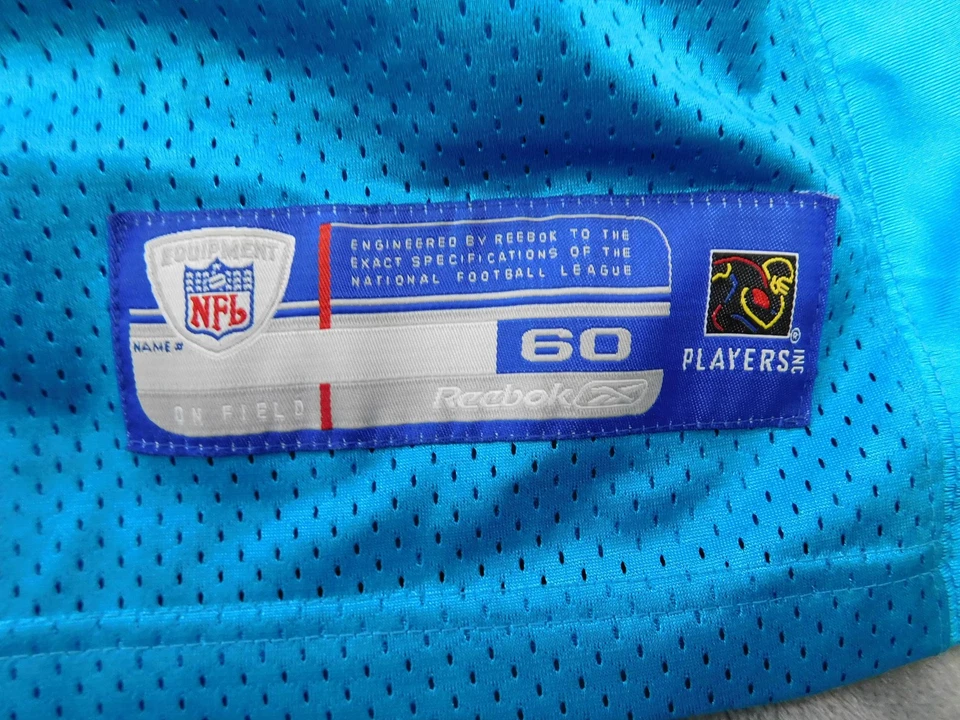 EQUIPMENT
NFL
ENGINEERED BY REEBOK TO THE
EXACT SPECIFICATIONS OF THE
NATIONAL FOOTBALL LEAGUE
NAME #
60
ON FIELD
Reebok
PLAYERS INC
®